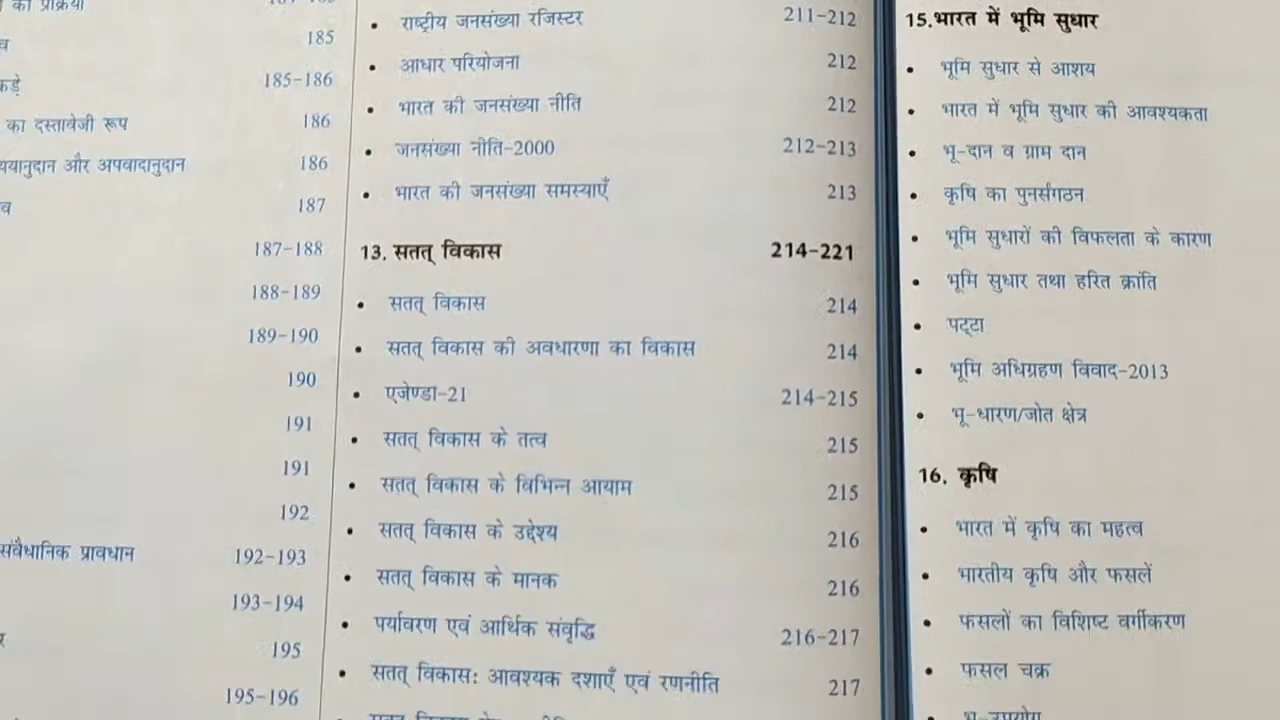 की प्रक्रिया
185
185-186
का दस्तावेजी रूप 186
और अपवादानुदान 186
187
187-188
188-189
189-190
190
191
191
192
संवैधानिक प्रावधान 192-193
193-194
195
195-196
• राष्ट्रीय जनसंख्या रजिस्टर 211-212
• आधार परियोजना 212
• भारत की जनसंख्या नीति 212
• जनसंख्या नीति-2000 212-213
• भारत की जनसंख्या समस्याएँ 213
13. सतत् विकास 214-221
• सतत् विकास 214
• सतत् विकास की अवधारणा का विकास 214
• एजेण्डा-21 214-215
• सतत् विकास के तत्व 215
• सतत् विकास के विभिन्न आयाम 215
• सतत् विकास के उद्देश्य 216
• सतत् विकास के मानक 216
• पर्यावरण एवं आर्थिक संवृद्धि 216-217
• सतत् विकास: आवश्यक दशाएँ एवं रणनीति 217
15.भारत में भूमि सुधार
• भूमि सुधार से आशय
• भारत में भूमि सुधार की आवश्यकता
• भू-दान व ग्राम दान
• कृषि का पुनर्संगठन
• भूमि सुधारों की विफलता के कारण
• भूमि सुधार तथा हरित क्रांति
• पट्टा
• भूमि अधिग्रहण विवाद-2013
• भू-धारण/जोत क्षेत्र
16. कृषि
• भारत में कृषि का महत्व
• भारतीय कृषि और फसलें
• फसलों का विशिष्ट वर्गीकरण
• फसल चक्र
• भू-उपयोग